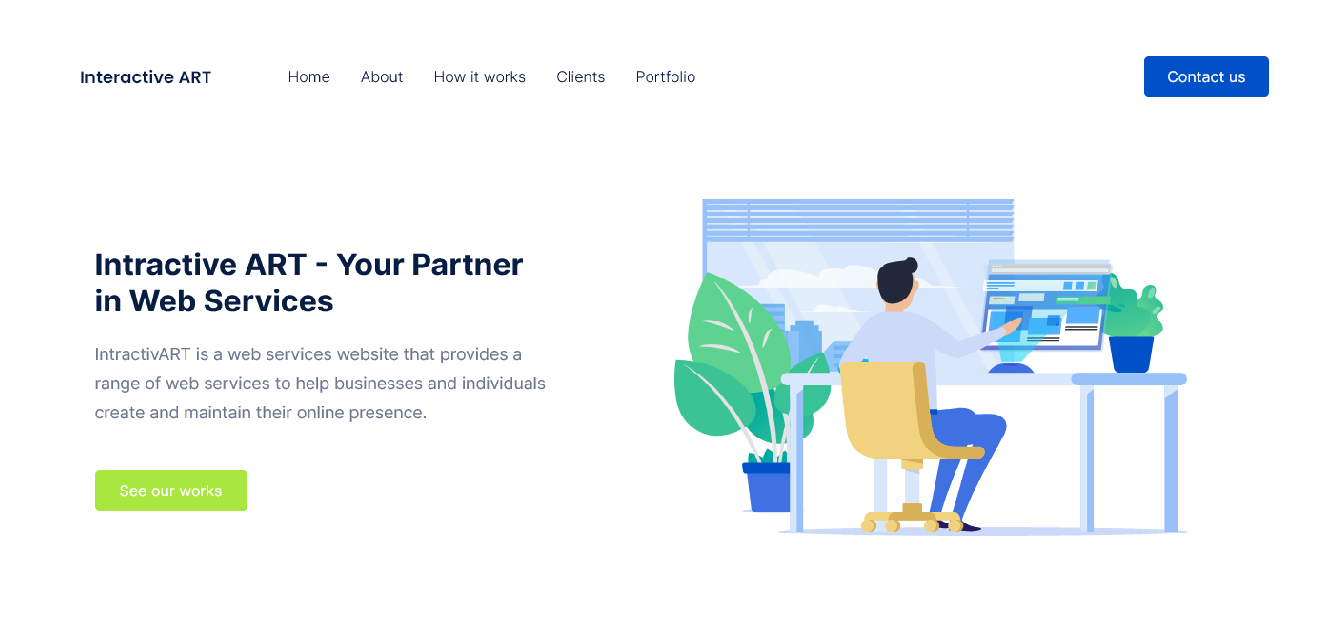 Interactive ART
Home
About
How it works
Clients
Portfolio
Contact us
Intractive ART - Your Partner
in Web Services
IntractivART is a web services website that provides a
range of web services to help businesses and individuals
create and maintain their online presence.
See our works